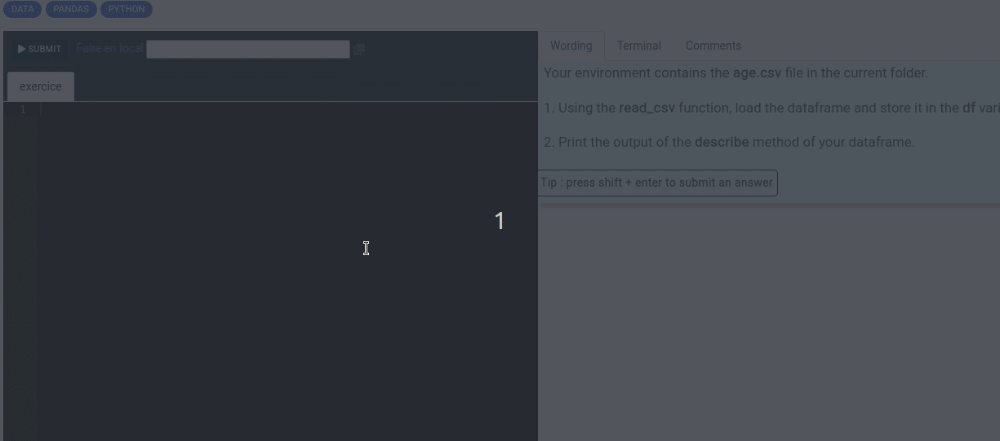 DATA PANDAS PYTHON
SUBMIT Faire en local
exercice
1
1
Wording Terminal Comments
Your environment contains the age.csv file in the current folder.
1. Using the read_csv function, load the dataframe and store it in the df vari
2. Print the output of the describe method of your dataframe.
Tip : press shift + enter to submit an answer